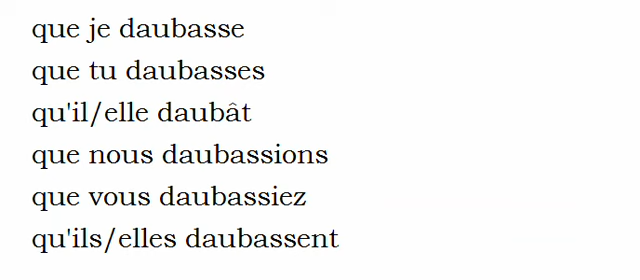 que je daubasse
que tu daubasses
qu'il/elle daubât
que nous daubassions
que vous daubassiez
qu'ils/elles daubassent